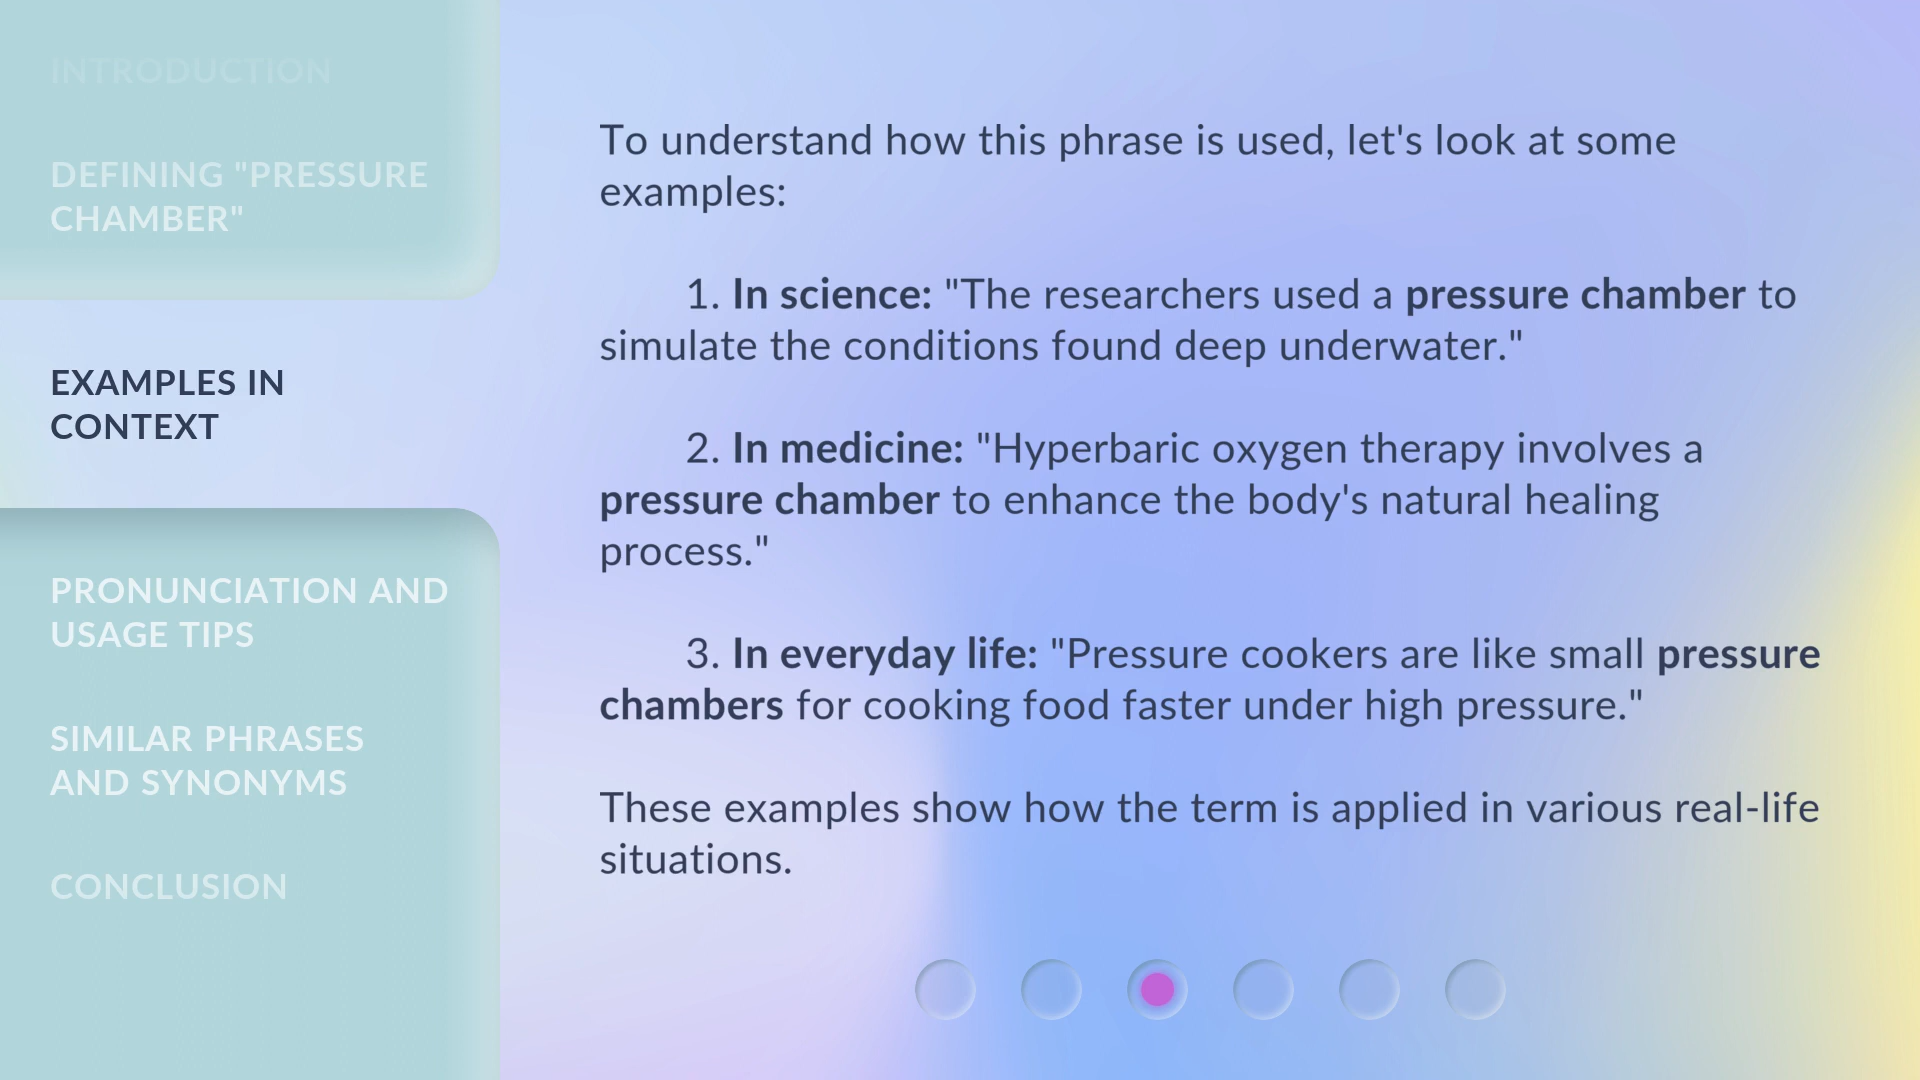 INTRODUCTION
DEFINING "PRESSURE
CHAMBER"
EXAMPLES IN
CONTEXT
PRONUNCIATION AND
USAGE TIPS
SIMILAR PHRASES
AND SYNONYMS
CONCLUSION
To understand how this phrase is used, let's look at some
examples:
1. In science: "The researchers used a pressure chamber to
simulate the conditions found deep underwater."
2. In medicine: "Hyperbaric oxygen therapy involves a
pressure chamber to enhance the body's natural healing
process."
3. In everyday life: "Pressure cookers are like small pressure
chambers for cooking food faster under high pressure."
These examples show how the term is applied in various real-life
situations.